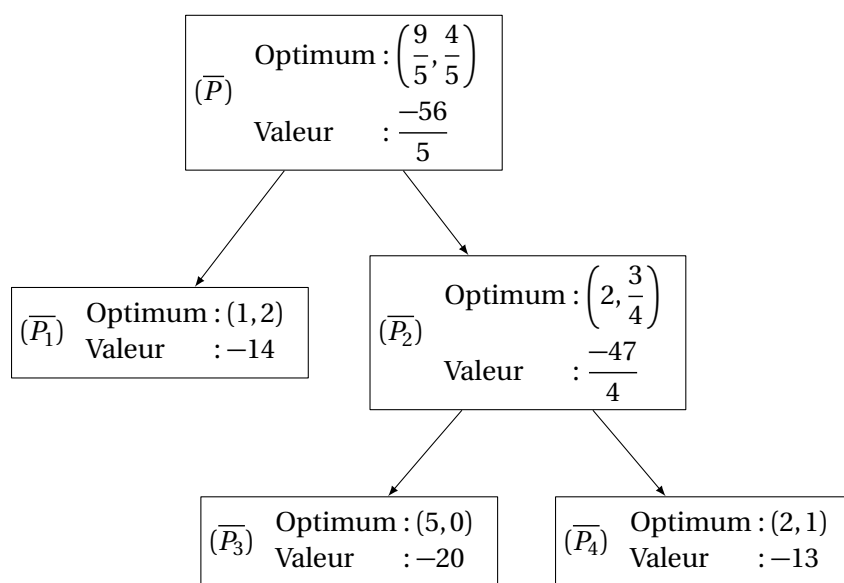 (P̅) Optimum : (9/5, 4/5)
Valeur : −56/5
(P̅₁) Optimum : (1,2)
Valeur : −14
(P̅₂) Optimum : (2, 3/4)
Valeur : −47/4
(P̅₃) Optimum : (5,0)
Valeur : −20
(P̅₄) Optimum : (2,1)
Valeur : −13